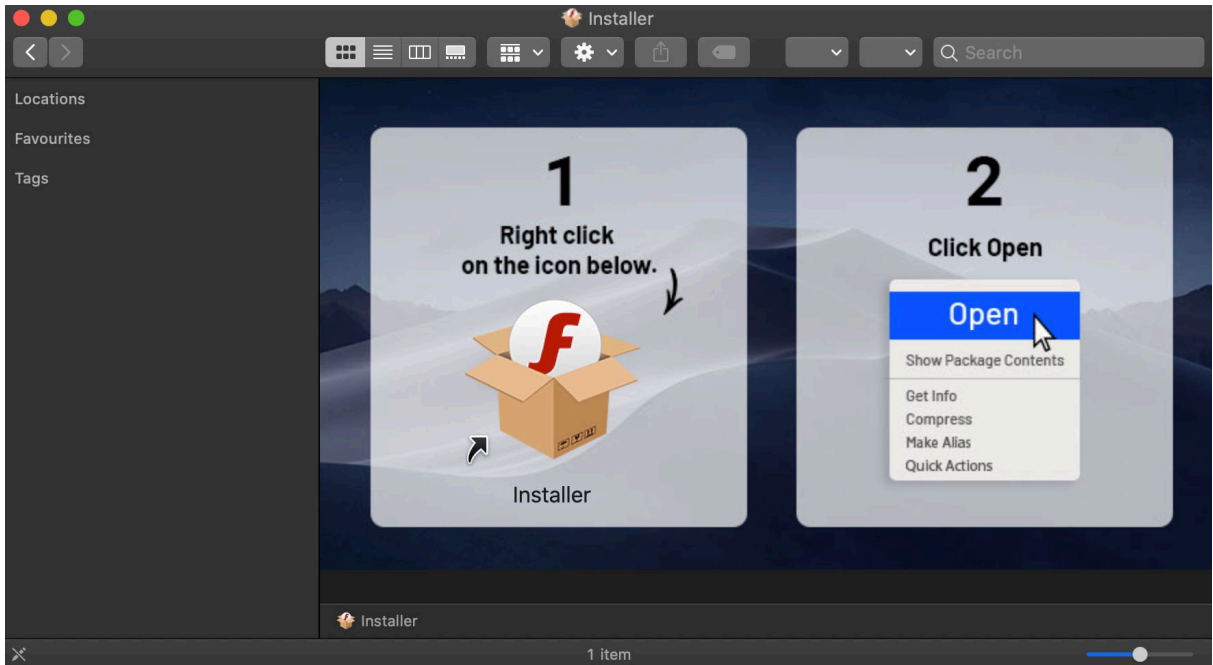 Installer
Search
Locations
Favourites
Tags
1
Right click
on the icon below.
Installer
2
Click Open
Open
Show Package Contents
Get Info
Compress
Make Alias
Quick Actions
Installer
1 item